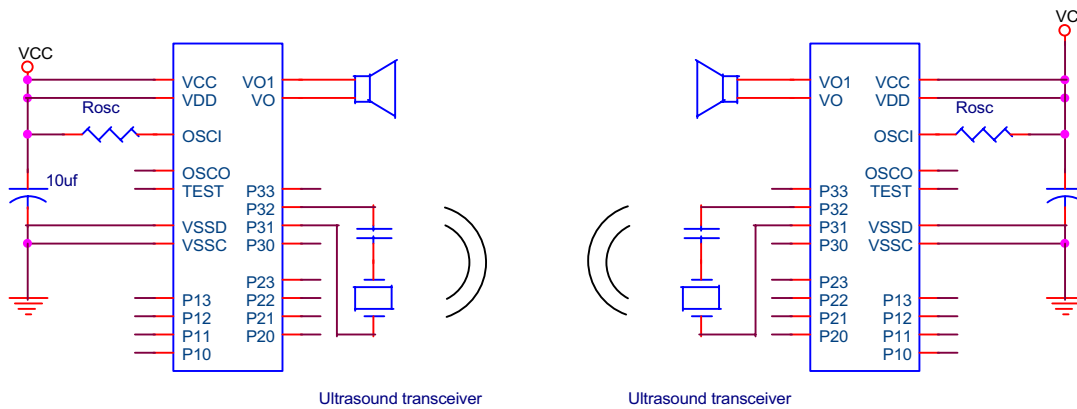 VCC
VCC VO1
VDD VO
Rosc
OSCI
OSCO
10uf
TEST P33
P32
VSSD P31
VSSC P30
P23
P13 P22
P12 P21
P11 P20
P10
Ultrasound transceiver
VC
VO1 VCC
VO VDD
Rosc
OSCI
OSCO
P33 TEST
P32
P31 VSSD
P30 VSSC
P23
P22 P13
P21 P12
P20 P11
P10
Ultrasound transceiver